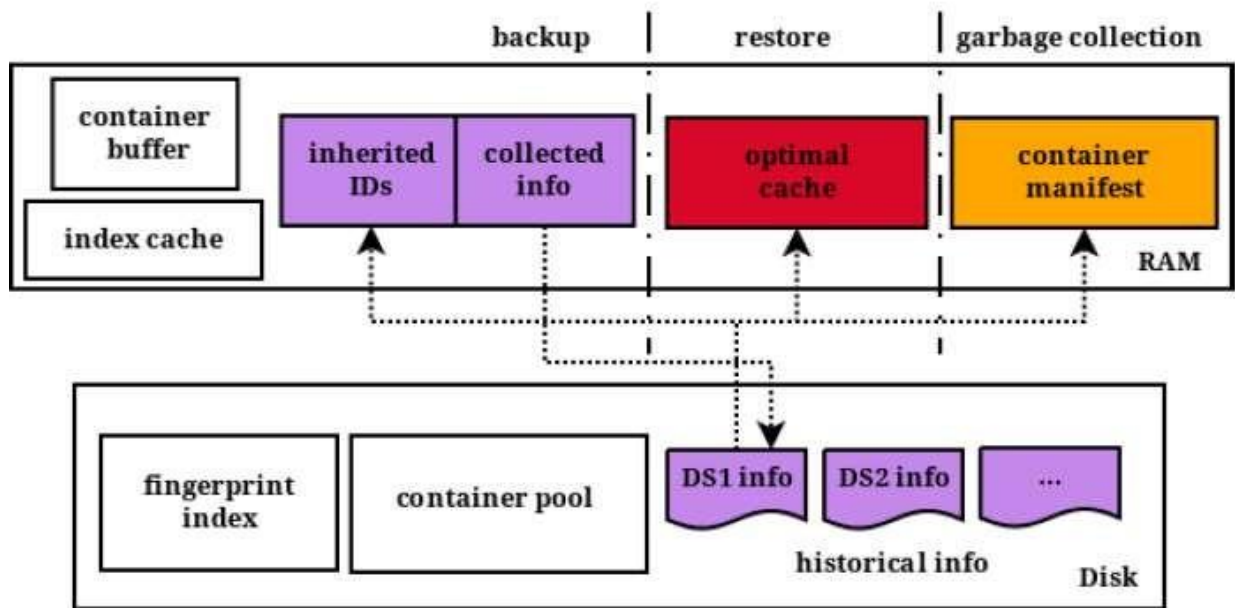 backup
restore
garbage collection
container
buffer
index cache
inherited
IDs
collected
info
optimal
cache
container
manifest
RAM
fingerprint
index
container pool
DS1 info
DS2 info
...
historical info
Disk